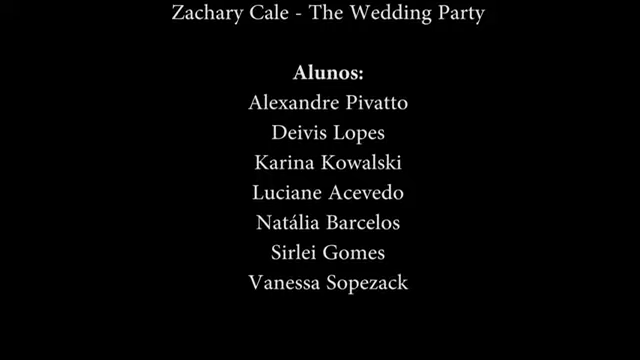 Zachary Cale - The Wedding Party
Alunos:
Alexandre Pivatto
Deivis Lopes
Karina Kowalski
Luciane Acevedo
Natália Barcelos
Sirlei Gomes
Vanessa Sopezack